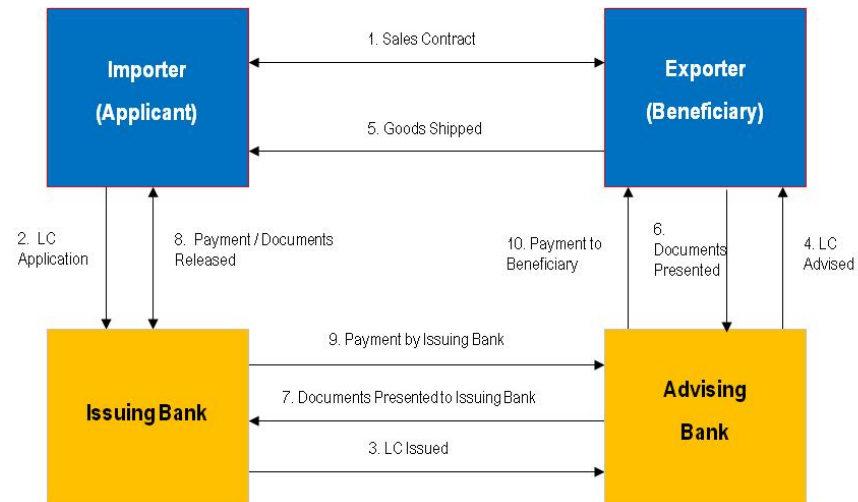 Importer
(Applicant)
1. Sales Contract
Exporter
(Beneficiary)
5. Goods Shipped
2. LC
Application
8. Payment / Documents
Released
10. Payment to
Beneficiary
6.
Documents
Presented
4. LC
Advised
Issuing Bank
9. Payment by Issuing Bank
7. Documents Presented to Issuing Bank
3. LC Issued
Advising
Bank